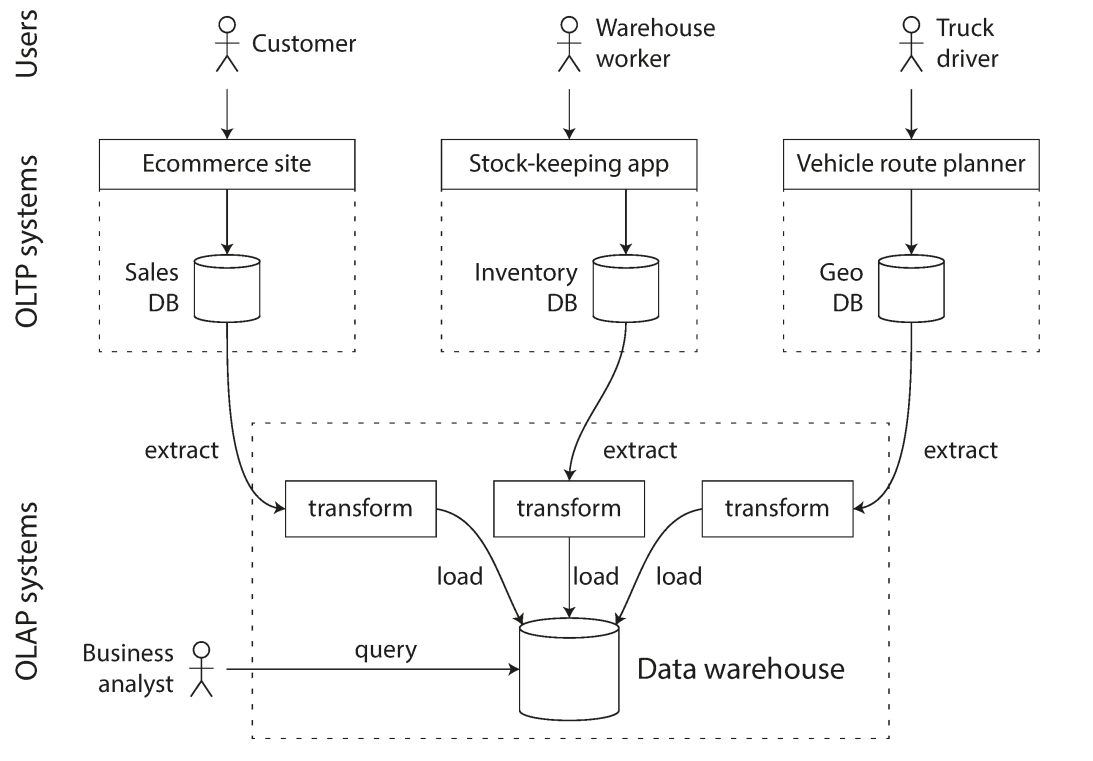 Users
Customer
Warehouse
worker
Truck
driver
OLTP systems
Ecommerce site
Stock-keeping app
Vehicle route planner
Sales
DB
Inventory
DB
Geo
DB
extract
extract
extract
OLAP systems
transform
transform
transform
load
load
load
Business
analyst
query
Data warehouse